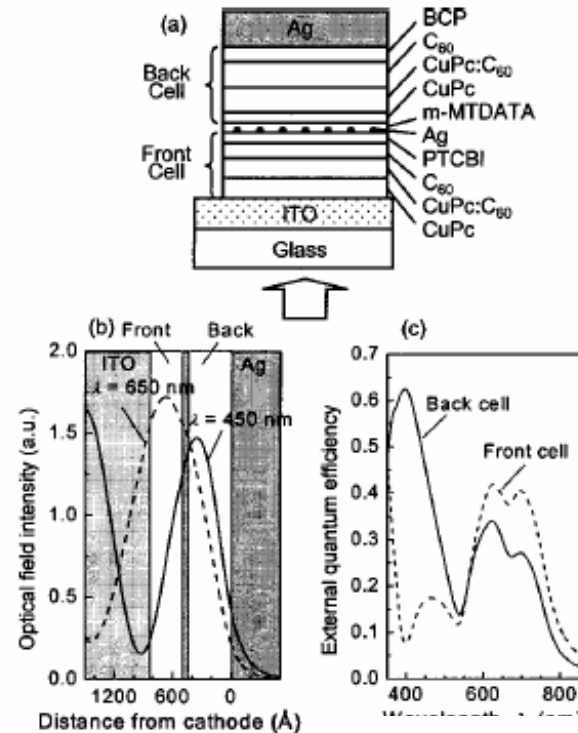 (a)
Ag
BCP
C60
CuPc:C60
CuPc
m-MTDATA
Ag
PTCBI
C60
CuPc:C60
CuPc
Back
Cell
Front
Cell
ITO
Glass
(b) Front Back
2.0
1.5
1.0
0.5
0.0
Optical field intensity (a.u.)
ITO
Ag
λ = 650 nm
λ = 450 nm
1200 600 0
Distance from cathode (Å)
(c)
0.7
0.6
0.5
0.4
0.3
0.2
0.1
0.0
External quantum efficiency
Back cell
Front cell
400 600 800